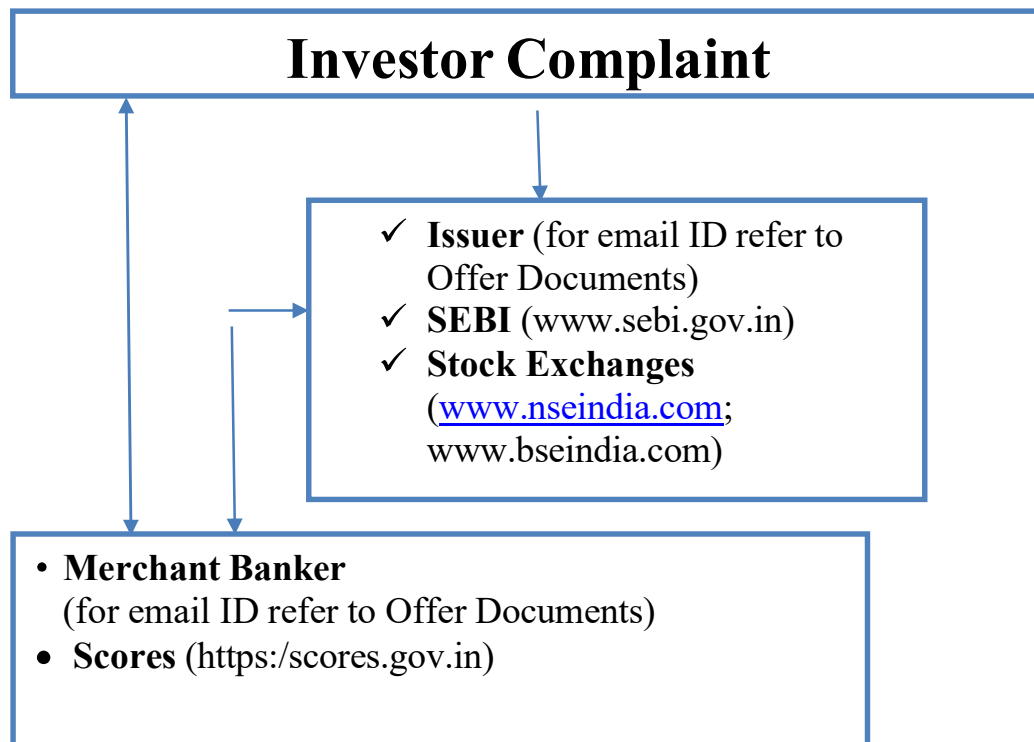 Investor Complaint
✓ Issuer (for email ID refer to
Offer Documents)
✓ SEBI (www.sebi.gov.in)
✓ Stock Exchanges
(www.nseindia.com;
www.bseindia.com)
• Merchant Banker
(for email ID refer to Offer Documents)
• Scores (https:/scores.gov.in)